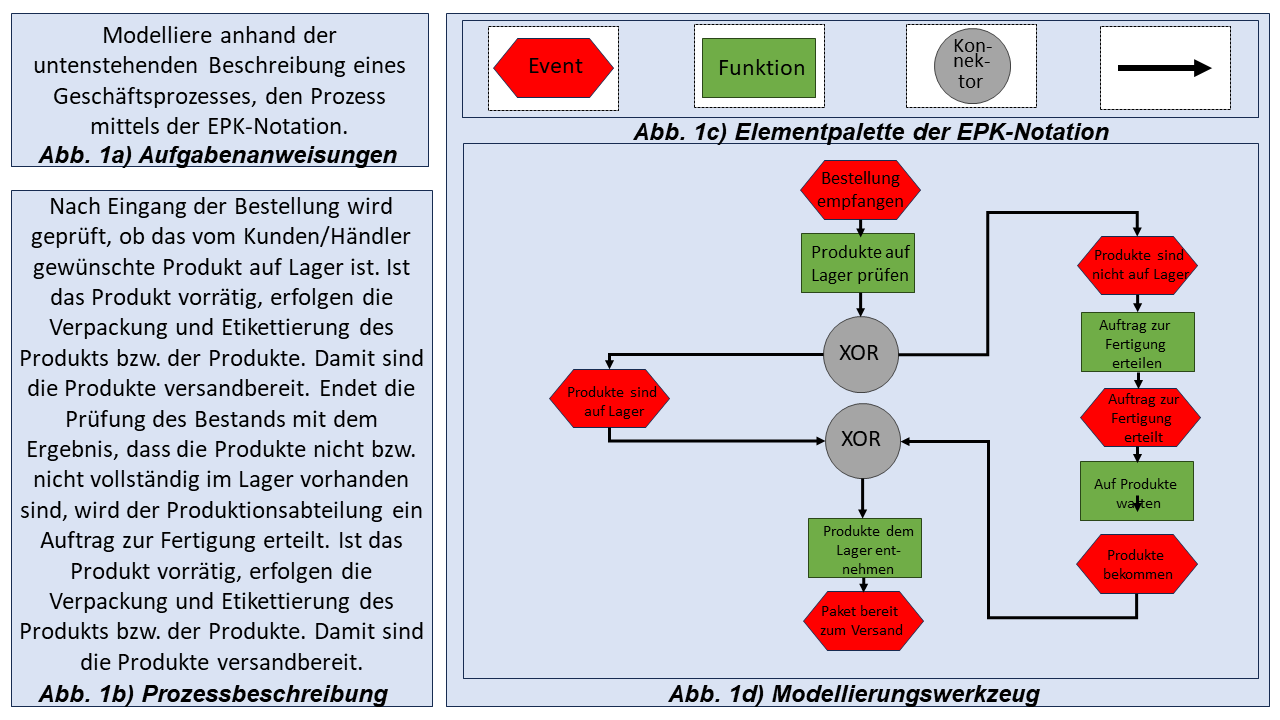 Modelliere anhand der
untenstehenden Beschreibung eines
Geschäftsprozesses, den Prozess
mittels der EPK-Notation.
Abb. 1a) Aufgabenanweisungen
Nach Eingang der Bestellung wird
geprüft, ob das vom Kunden/Händler
gewünschte Produkt auf Lager ist. Ist
das Produkt vorrätig, erfolgen die
Verpackung und Etikettierung des
Produkts bzw. der Produkte. Damit sind
die Produkte versandbereit. Endet die
Prüfung des Bestands mit dem
Ergebnis, dass die Produkte nicht bzw.
nicht vollständig im Lager vorhanden
sind, wird der Produktionsabteilung ein
Auftrag zur Fertigung erteilt. Ist das
Produkt vorrätig, erfolgen die
Verpackung und Etikettierung des
Produkts bzw. der Produkte. Damit sind
die Produkte versandbereit.
Abb. 1b) Prozessbeschreibung
Event
Funktion
Kon-
nek-
tor
Abb. 1c) Elementpalette der EPK-Notation
Bestellung
empfangen
Produkte auf
Lager prüfen
XOR
Produkte sind
auf Lager
Produkte sind
nicht auf Lager
Auftrag zur
Fertigung
erteilen
Auftrag zur
Fertigung
erteilt
Auf Produkte
warten
Produkte
bekommen
XOR
Produkte dem
Lager ent-
nehmen
Paket bereit
zum Versand
Abb. 1d) Modellierungswerkzeug